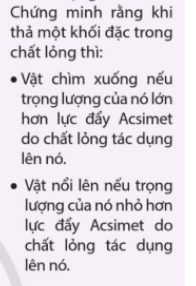 Chứng minh rằng khi
thả một khối đặc trong
chất lỏng thì:
• Vật chìm xuống nếu
trọng lượng của nó lớn
hơn lực đẩy Acsimet
do chất lỏng tác dụng
lên nó.
• Vật nổi lên nếu trọng
lượng của nó nhỏ hơn
lực đẩy Acsimet do
chất lỏng tác dụng
lên nó.